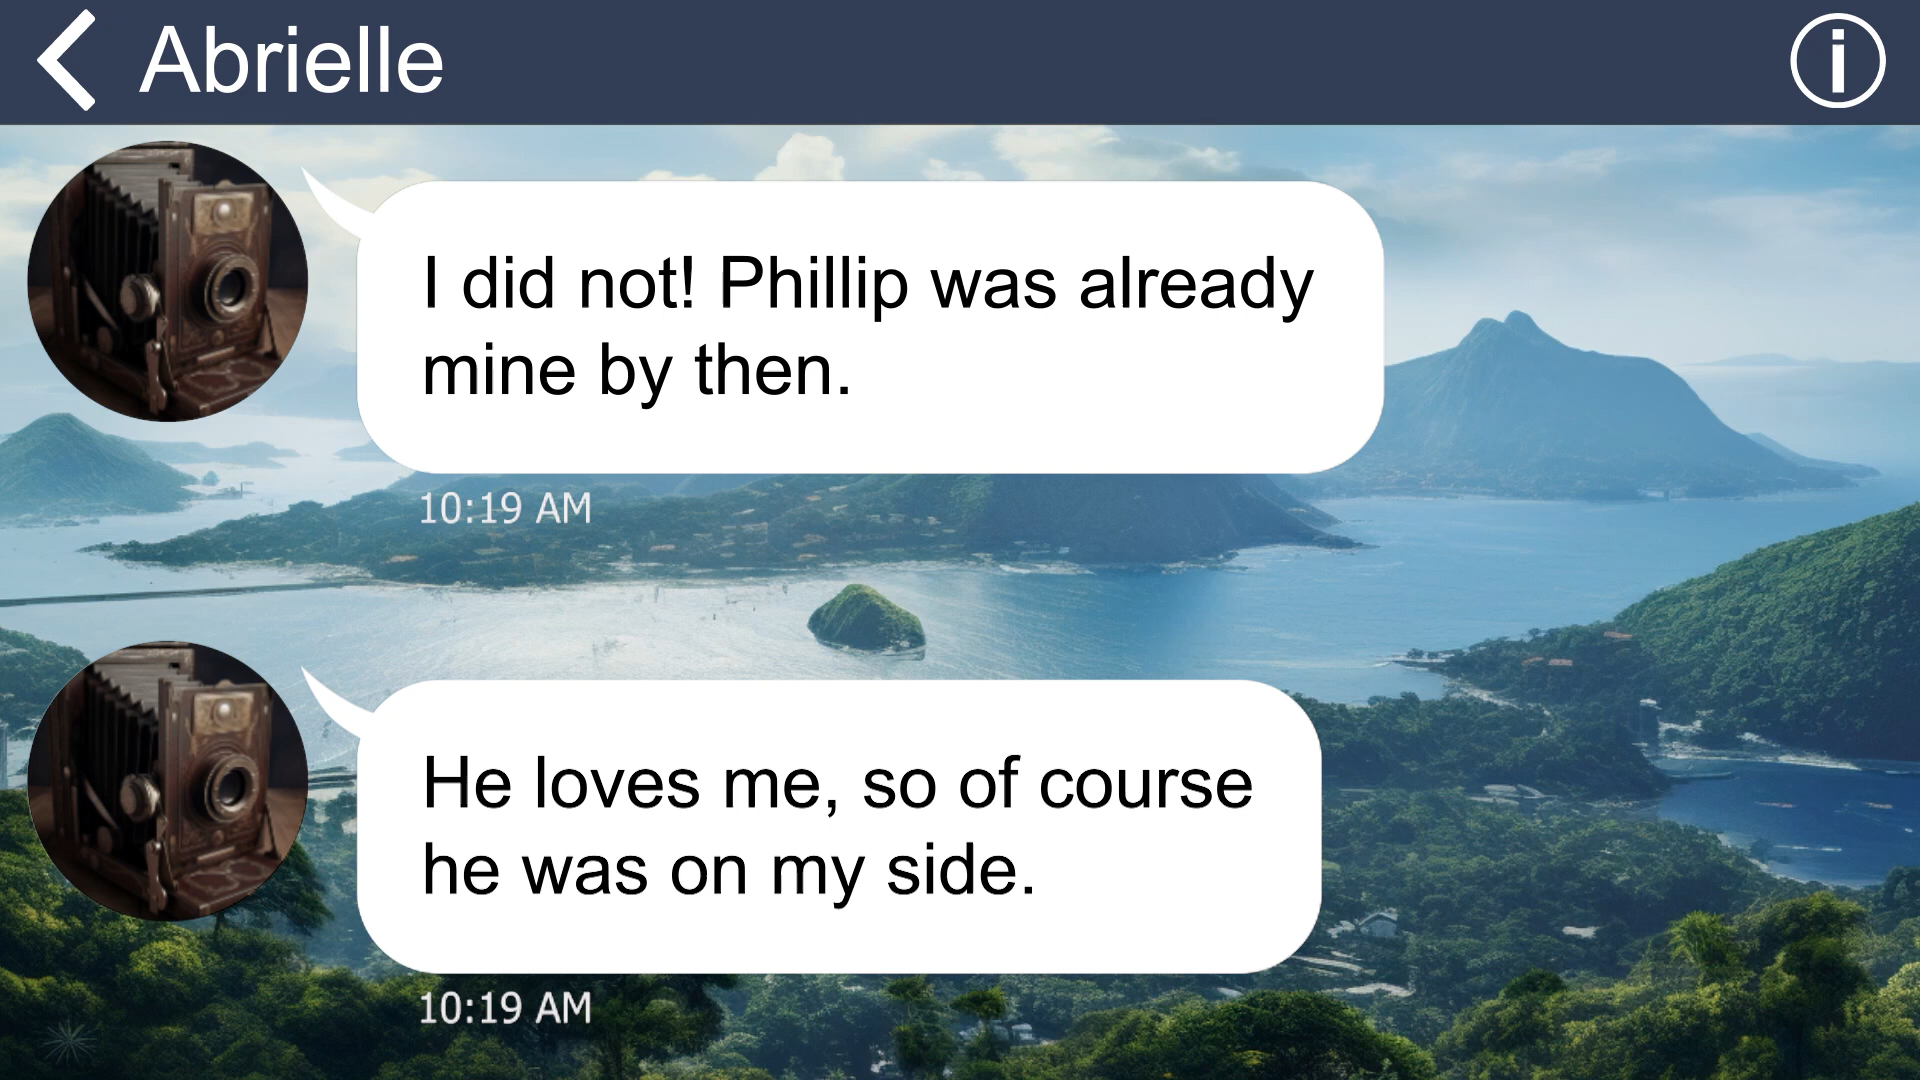 Abrielle
I did not! Phillip was already
mine by then.
10:19 AM
He loves me, so of course
he was on my side.
10:19 AM